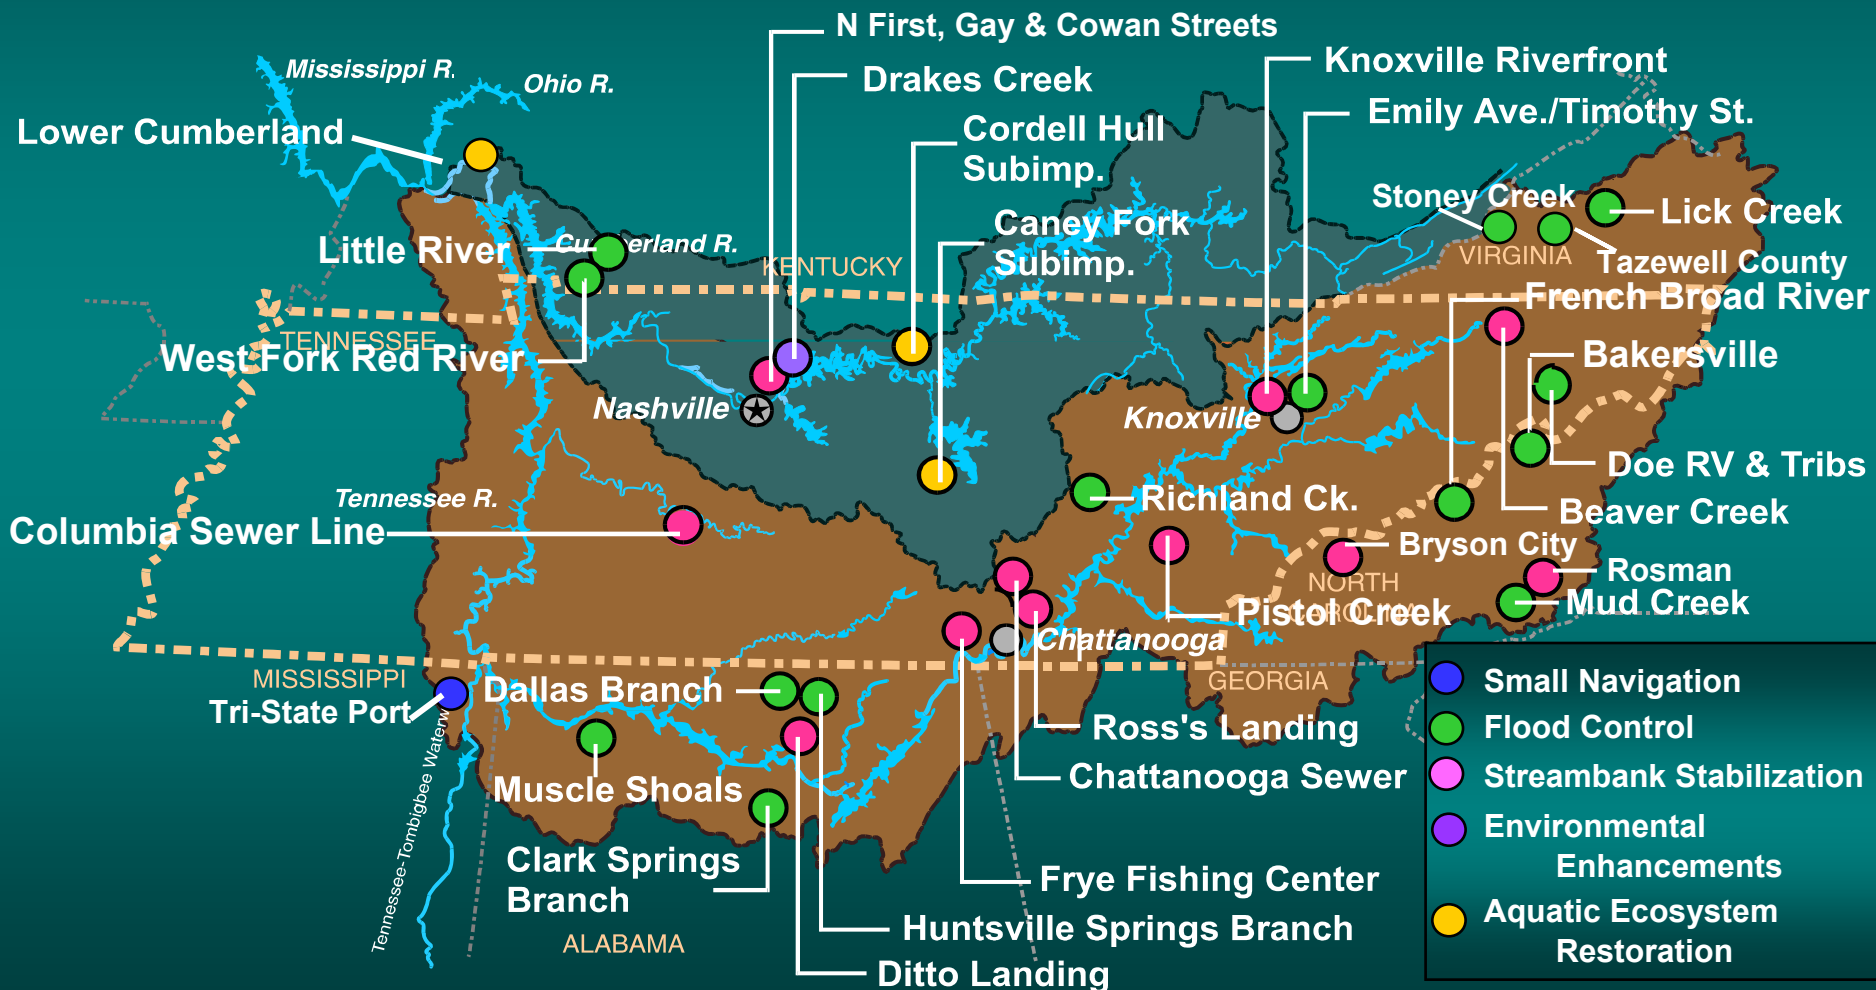 N First, Gay & Cowan Streets
Mississippi R.
Ohio R.
Drakes Creek
Knoxville Riverfront
Emily Ave./Timothy St.
Lower Cumberland
Cordell Hull
Subimp.
Stoney Creek
Lick Creek
Little River
Cumberland R.
Caney Fork
Subimp.
KENTUCKY
VIRGINIA
Tazewell County
French Broad River
TENNESSEE
West Fork Red River
Bakersville
Nashville
Knoxville
Doe RV & Tribs
Tennessee R.
Richland Ck.
Beaver Creek
Columbia Sewer Line
Bryson City
Rosman
NORTH
CAROLINA
Mud Creek
Pistol Creek
Chattanooga
MISSISSIPPI
GEORGIA
Tri-State Port
Dallas Branch
Ross's Landing
Chattanooga Sewer
Muscle Shoals
Tennessee-Tombigbee Waterw
Clark Springs
Branch
Frye Fishing Center
Huntsville Springs Branch
ALABAMA
Ditto Landing
Small Navigation
Flood Control
Streambank Stabilization
Environmental
Enhancements
Aquatic Ecosystem
Restoration